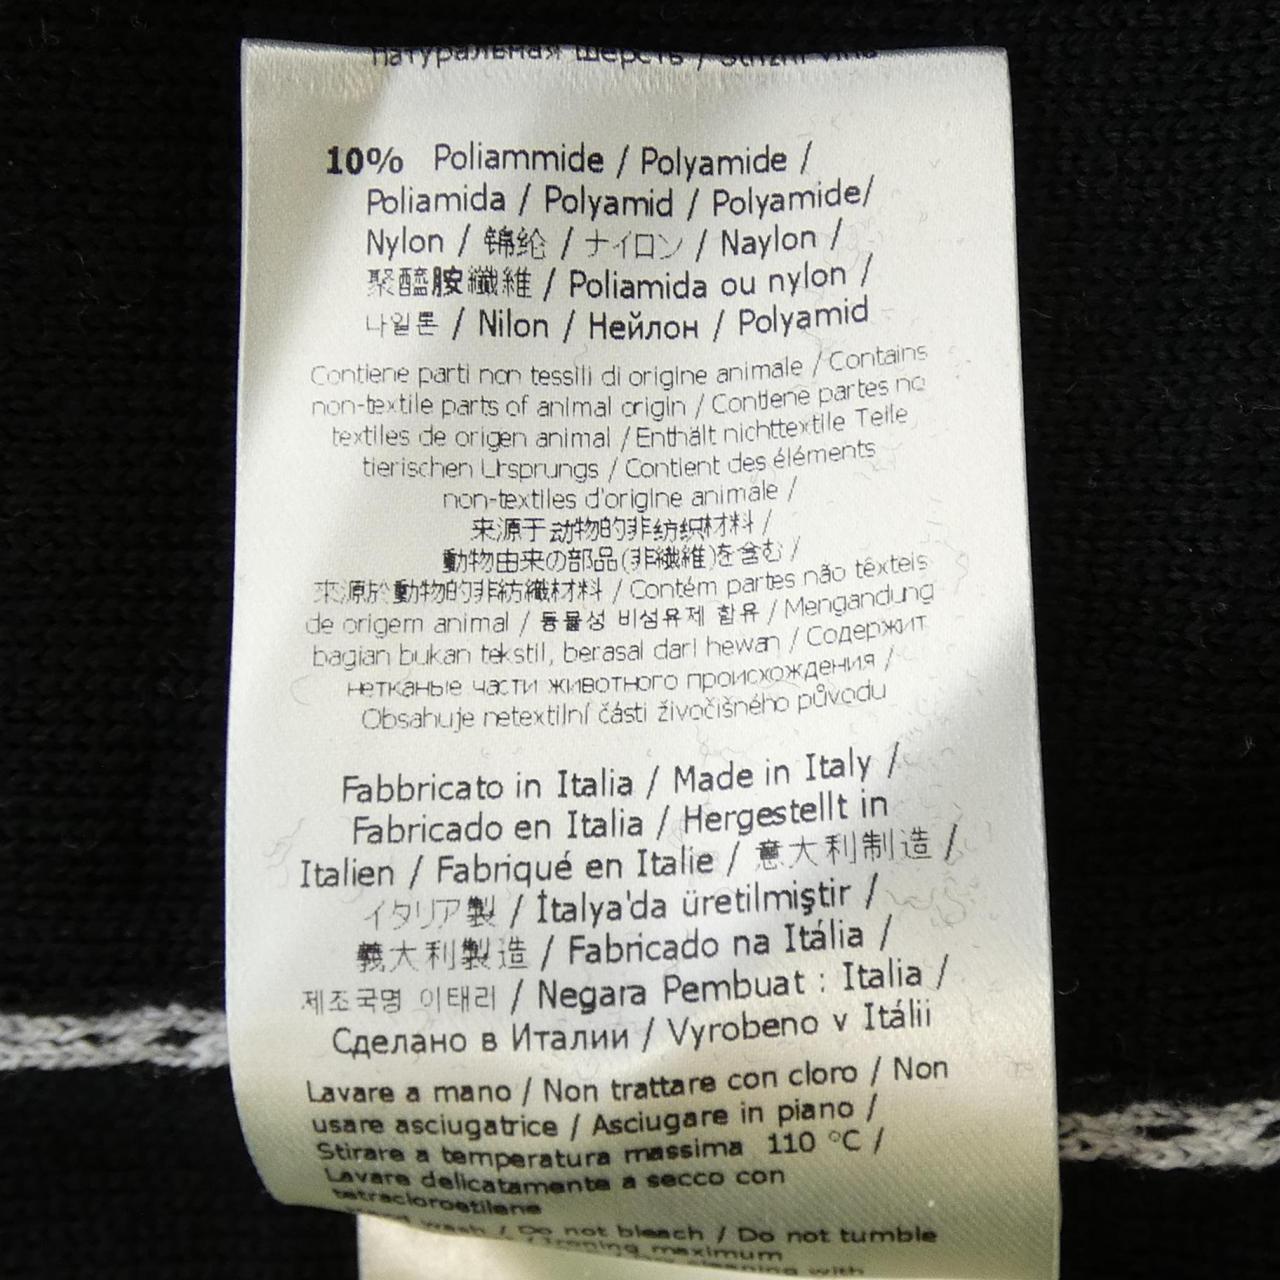 натуральная шерсть / Střižní vlna
10% Poliammide / Polyamide /
Poliamida / Polyamid / Polyamide/
Nylon / 锦纶 / ナイロン / Naylon /
聚醯胺纖維 / Poliamida ou nylon /
나일론 / Nilon / Нейлон / Polyamid
Contiene parti non tessili di origine animale / Contains
non-textile parts of animal origin / Contiene partes no
textiles de origen animal / Enthält nichttextile Teile
tierischen Ursprungs / Contient des éléments
non-textiles d'origine animale /
来源于动物的非纺织材料 /
動物由来の部品(非繊維)を含む /
來源於動物的非紡織材料 / Contém partes não têxteis
de origem animal / 동물성 비섬유제 함유 / Mengandung
bagian bukan tekstil, berasal dari hewan / Содержит
нетканые части животного происхождения /
Obsahuje netextilní části živočišného původu
Fabbricato in Italia / Made in Italy /
Fabricado en Italia / Hergestellt in
Italien / Fabriqué en Italie / 意大利制造 /
イタリア製 / İtalya'da üretilmiştir /
義大利製造 / Fabricado na Itália /
제조국명 이태리 / Negara Pembuat : Italia /
Сделано в Италии / Vyrobeno v Itálii
Lavare a mano / Non trattare con cloro / Non
usare asciugatrice / Asciugare in piano /
Stirare a temperatura massima 110 °C /
Lavare delicatamente a secco con
tetracloroetilene
wash / Do not bleach / Do not tumble
/ Ironing maximum
cleaning with